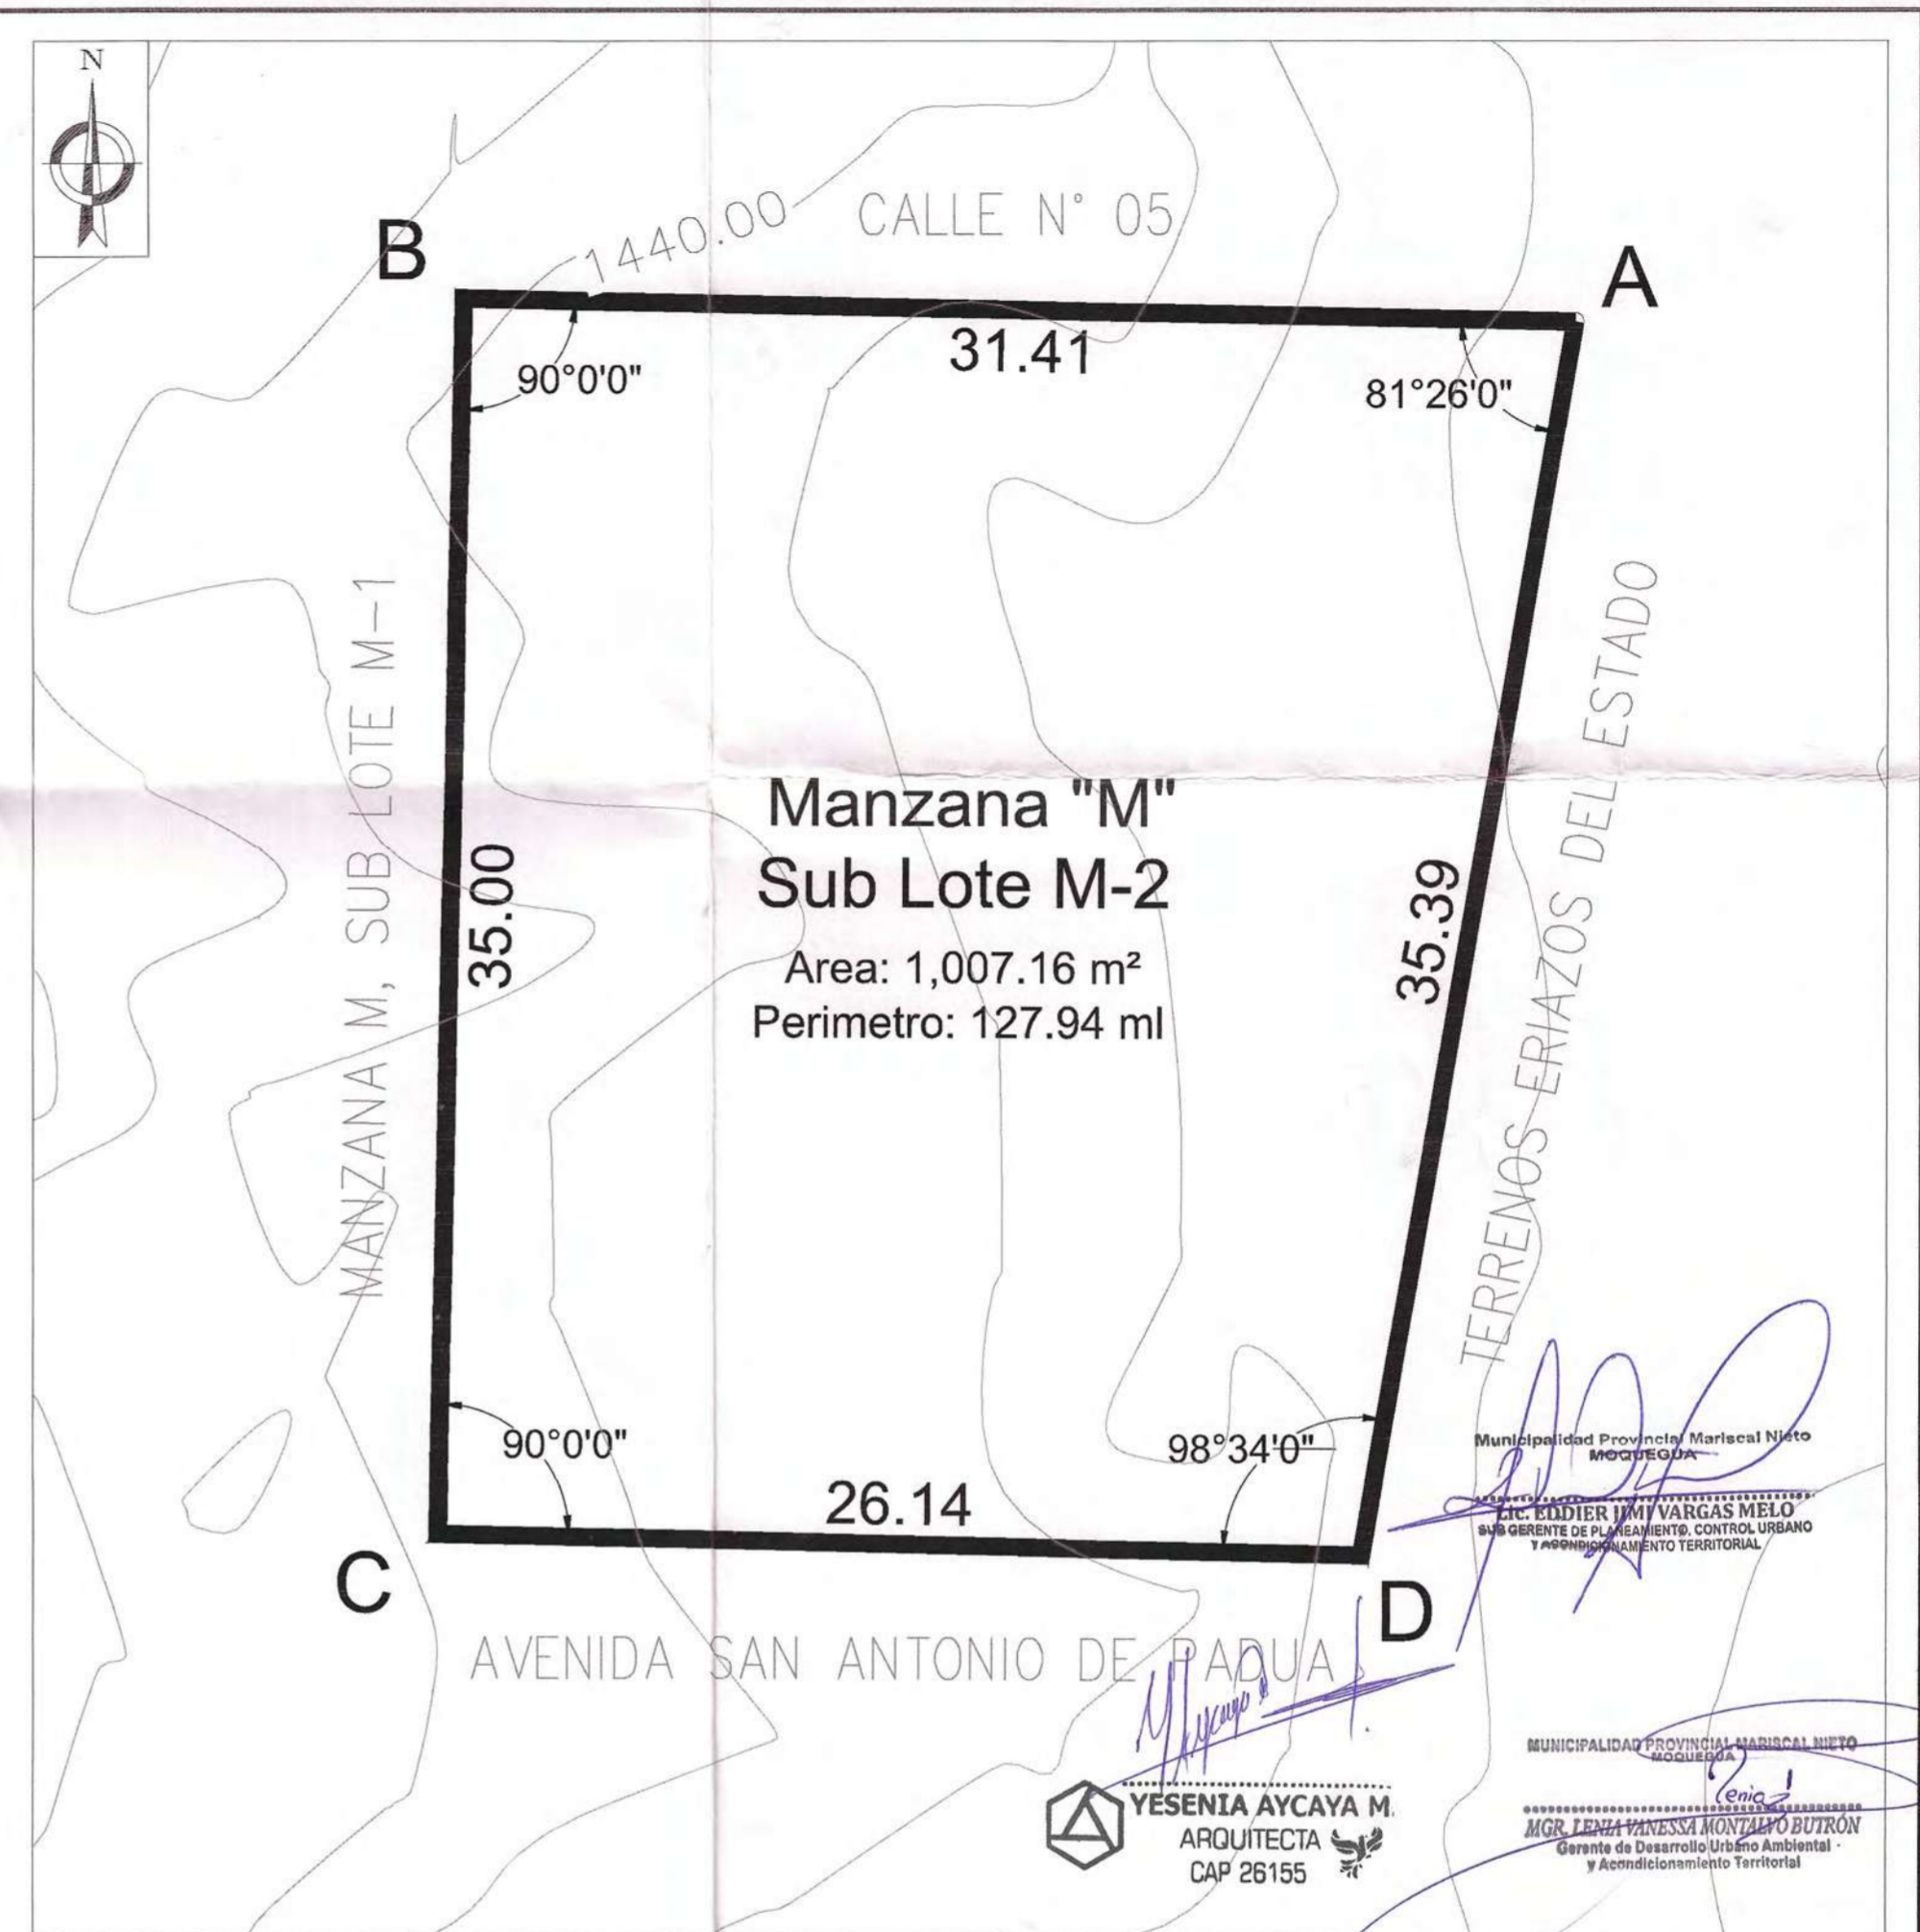 N
CALLE N° 05
1440.00
B
A
31.41
90°0'0"
81°26'0"
MANZANA M, SUB LOTE M-1
35.00
Manzana "M"
Sub Lote M-2
Area: 1,007.16 m²
Perimetro: 127.94 ml
35.39
TERRENOS ERIAZOS DEL ESTADO
90°0'0"
98°34'0"
26.14
C
D
AVENIDA SAN ANTONIO DE PADUA
Municipalidad Provincial Mariscal Nieto
MOQUEGUA
Lic. EDDIER JIMI VARGAS MELO
SUB GERENTE DE PLANEAMIENTO, CONTROL URBANO
Y ACONDICIONAMIENTO TERRITORIAL
YESENIA AYCAYA M.
ARQUITECTA
CAP 26155
MUNICIPALIDAD PROVINCIAL MARISCAL NIETO
MOQUEGUA
MGR. LENIA VANESSA MONTALVO BUTRÓN
Gerente de Desarrollo Urbano Ambiental -
y Acondicionamiento Territorial